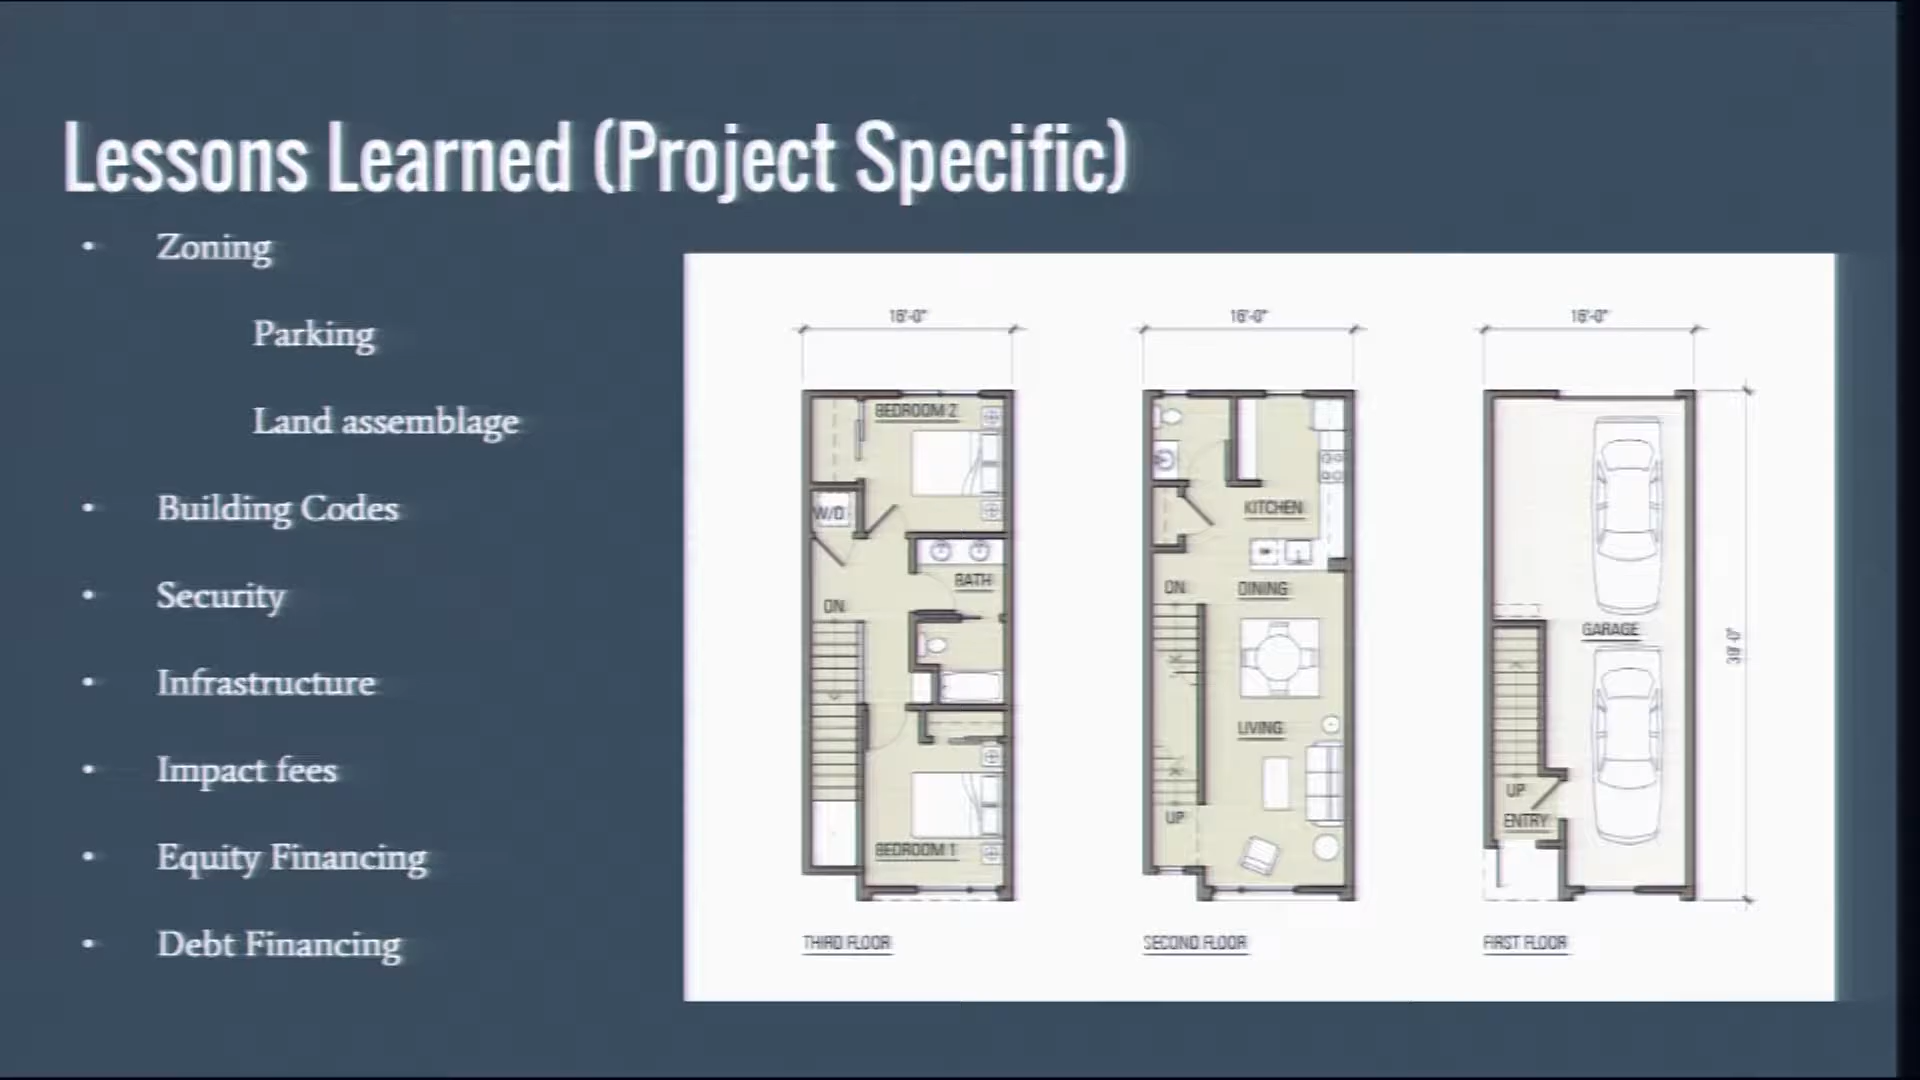 Lessons Learned (Project Specific)
• Zoning
Parking
Land assemblage
• Building Codes
• Security
• Infrastructure
• Impact fees
• Equity Financing
• Debt Financing
16'-0"
BEDROOM 2
W/D
BATH
DN
BEDROOM 1
THIRD FLOOR
16'-0"
KITCHEN
DN
DINING
LIVING
UP
SECOND FLOOR
16'-0"
GARAGE
UP
ENTRY
FIRST FLOOR